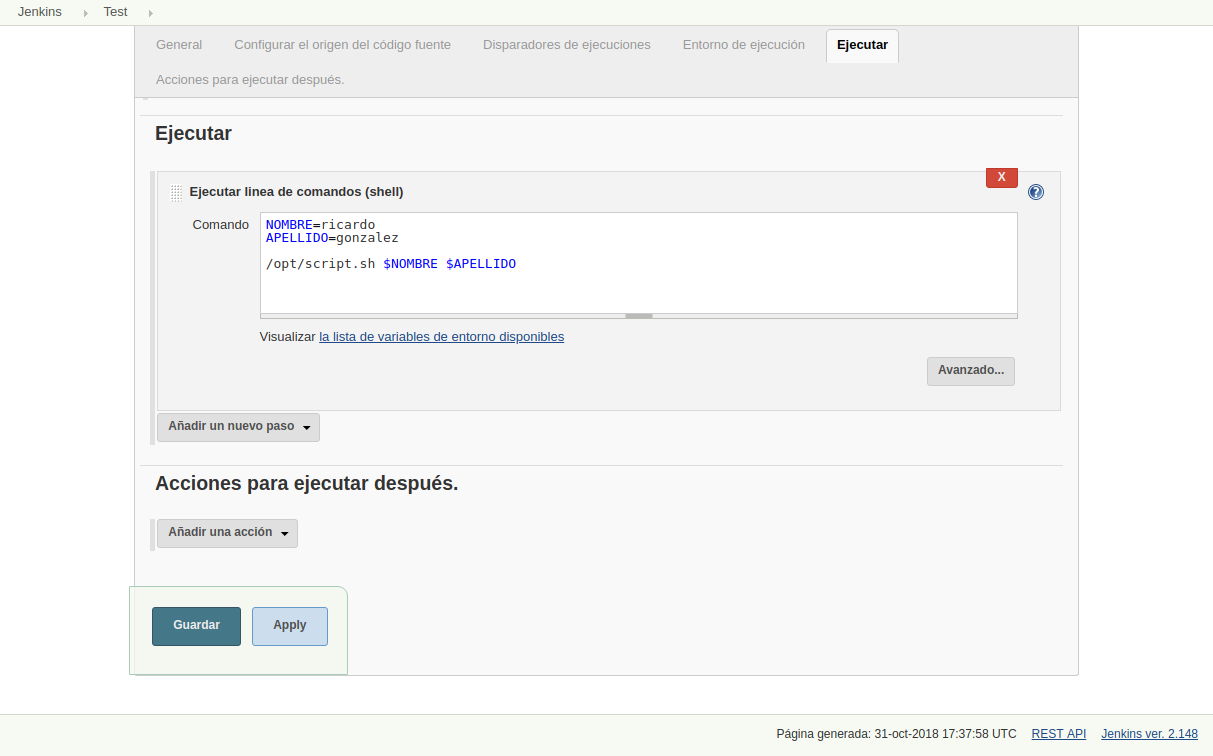 Jenkins Test
General Configurar el origen del código fuente Disparadores de ejecuciones Entorno de ejecución Ejecutar
Acciones para ejecutar después.
Ejecutar
X
Ejecutar linea de comandos (shell)
Comando
NOMBRE=ricardo
APELLIDO=gonzalez
/opt/script.sh $NOMBRE $APELLIDO
Visualizar la lista de variables de entorno disponibles
Avanzado...
Añadir un nuevo paso
Acciones para ejecutar después.
Añadir una acción
Guardar Apply
Página generada: 31-oct-2018 17:37:58 UTC REST API Jenkins ver. 2.148